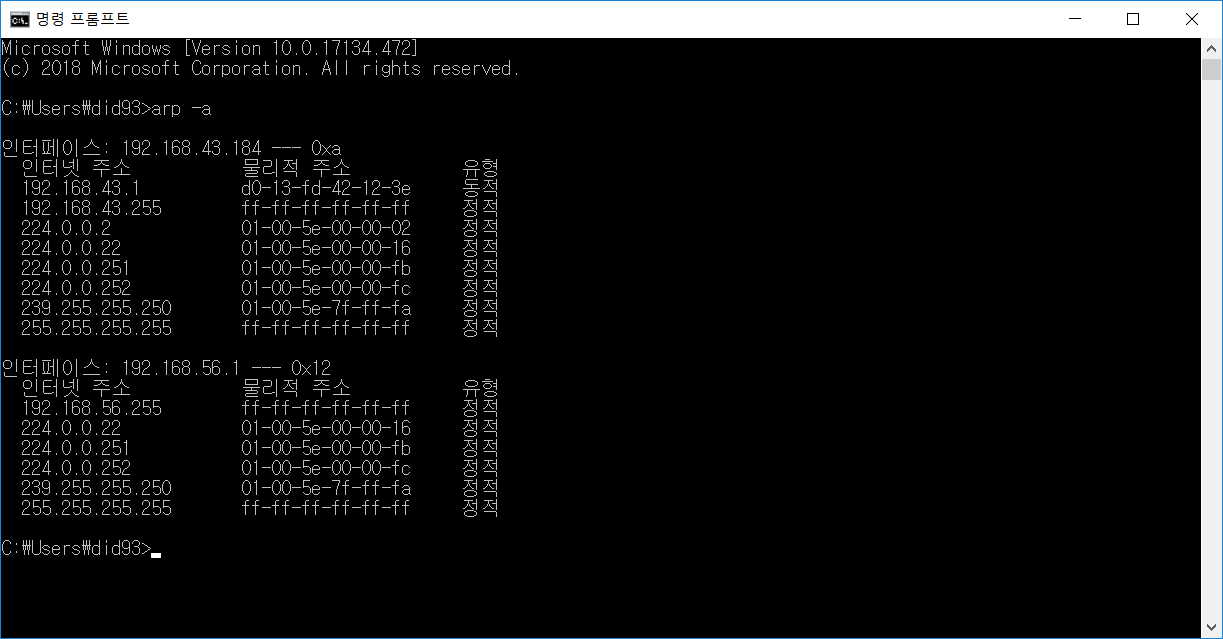 명령 프롬프트
Microsoft Windows [Version 10.0.17134.472]
(c) 2018 Microsoft Corporation. All rights reserved.
C:₩Users₩did93>arp -a
인터페이스: 192.168.43.184 --- 0xa
인터넷 주소 물리적 주소 유형
192.168.43.1 d0-13-fd-42-12-3e 동적
192.168.43.255 ff-ff-ff-ff-ff-ff 정적
224.0.0.2 01-00-5e-00-00-02 정적
224.0.0.22 01-00-5e-00-00-16 정적
224.0.0.251 01-00-5e-00-00-fb 정적
224.0.0.252 01-00-5e-00-00-fc 정적
239.255.255.250 01-00-5e-7f-ff-fa 정적
255.255.255.255 ff-ff-ff-ff-ff-ff 정적
인터페이스: 192.168.56.1 --- 0x12
인터넷 주소 물리적 주소 유형
192.168.56.255 ff-ff-ff-ff-ff-ff 정적
224.0.0.22 01-00-5e-00-00-16 정적
224.0.0.251 01-00-5e-00-00-fb 정적
224.0.0.252 01-00-5e-00-00-fc 정적
239.255.255.250 01-00-5e-7f-ff-fa 정적
255.255.255.255 ff-ff-ff-ff-ff-ff 정적
C:₩Users₩did93>